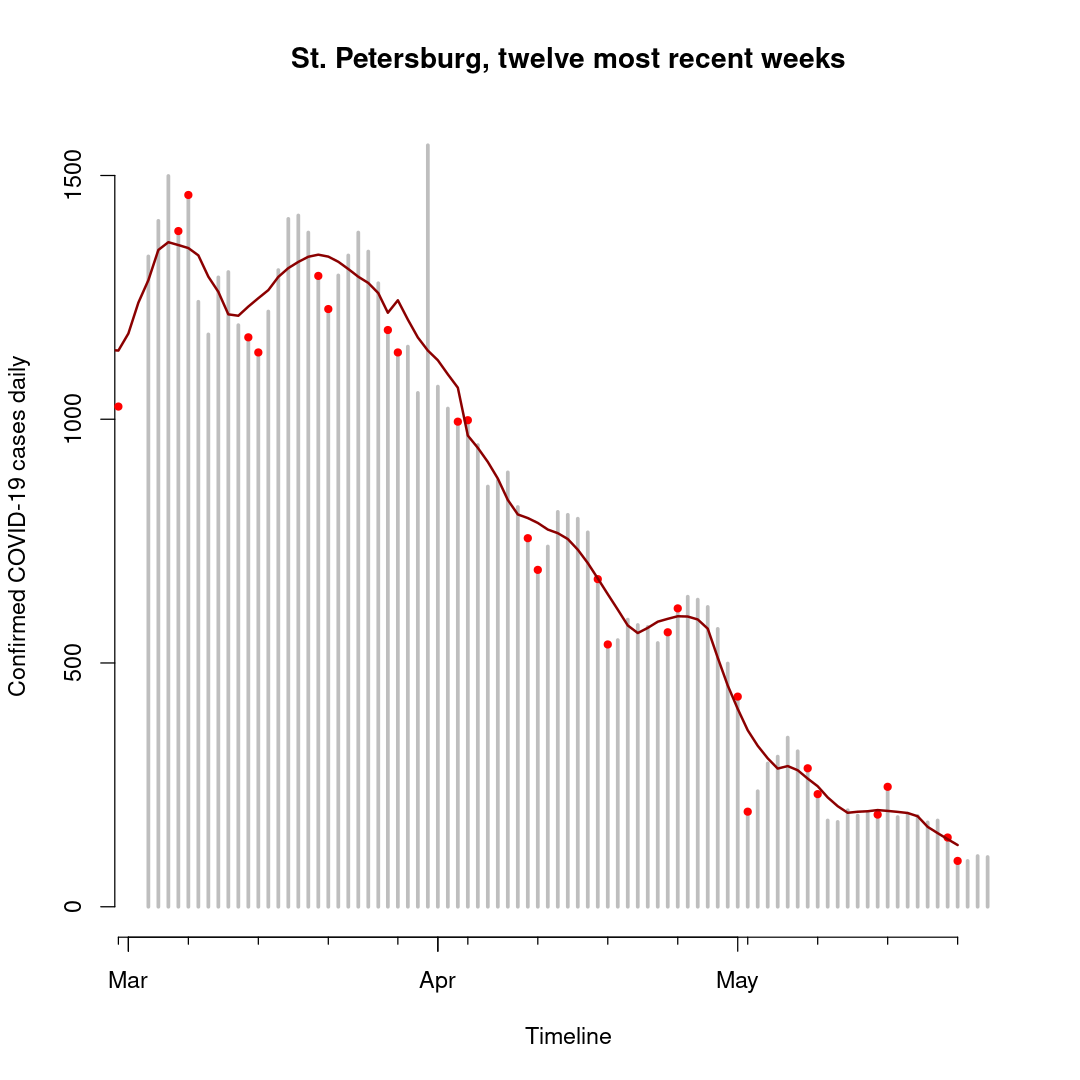 St. Petersburg, twelve most recent weeks
Confirmed COVID-19 cases daily
1500
1000
500
0
Mar Apr May
Timeline